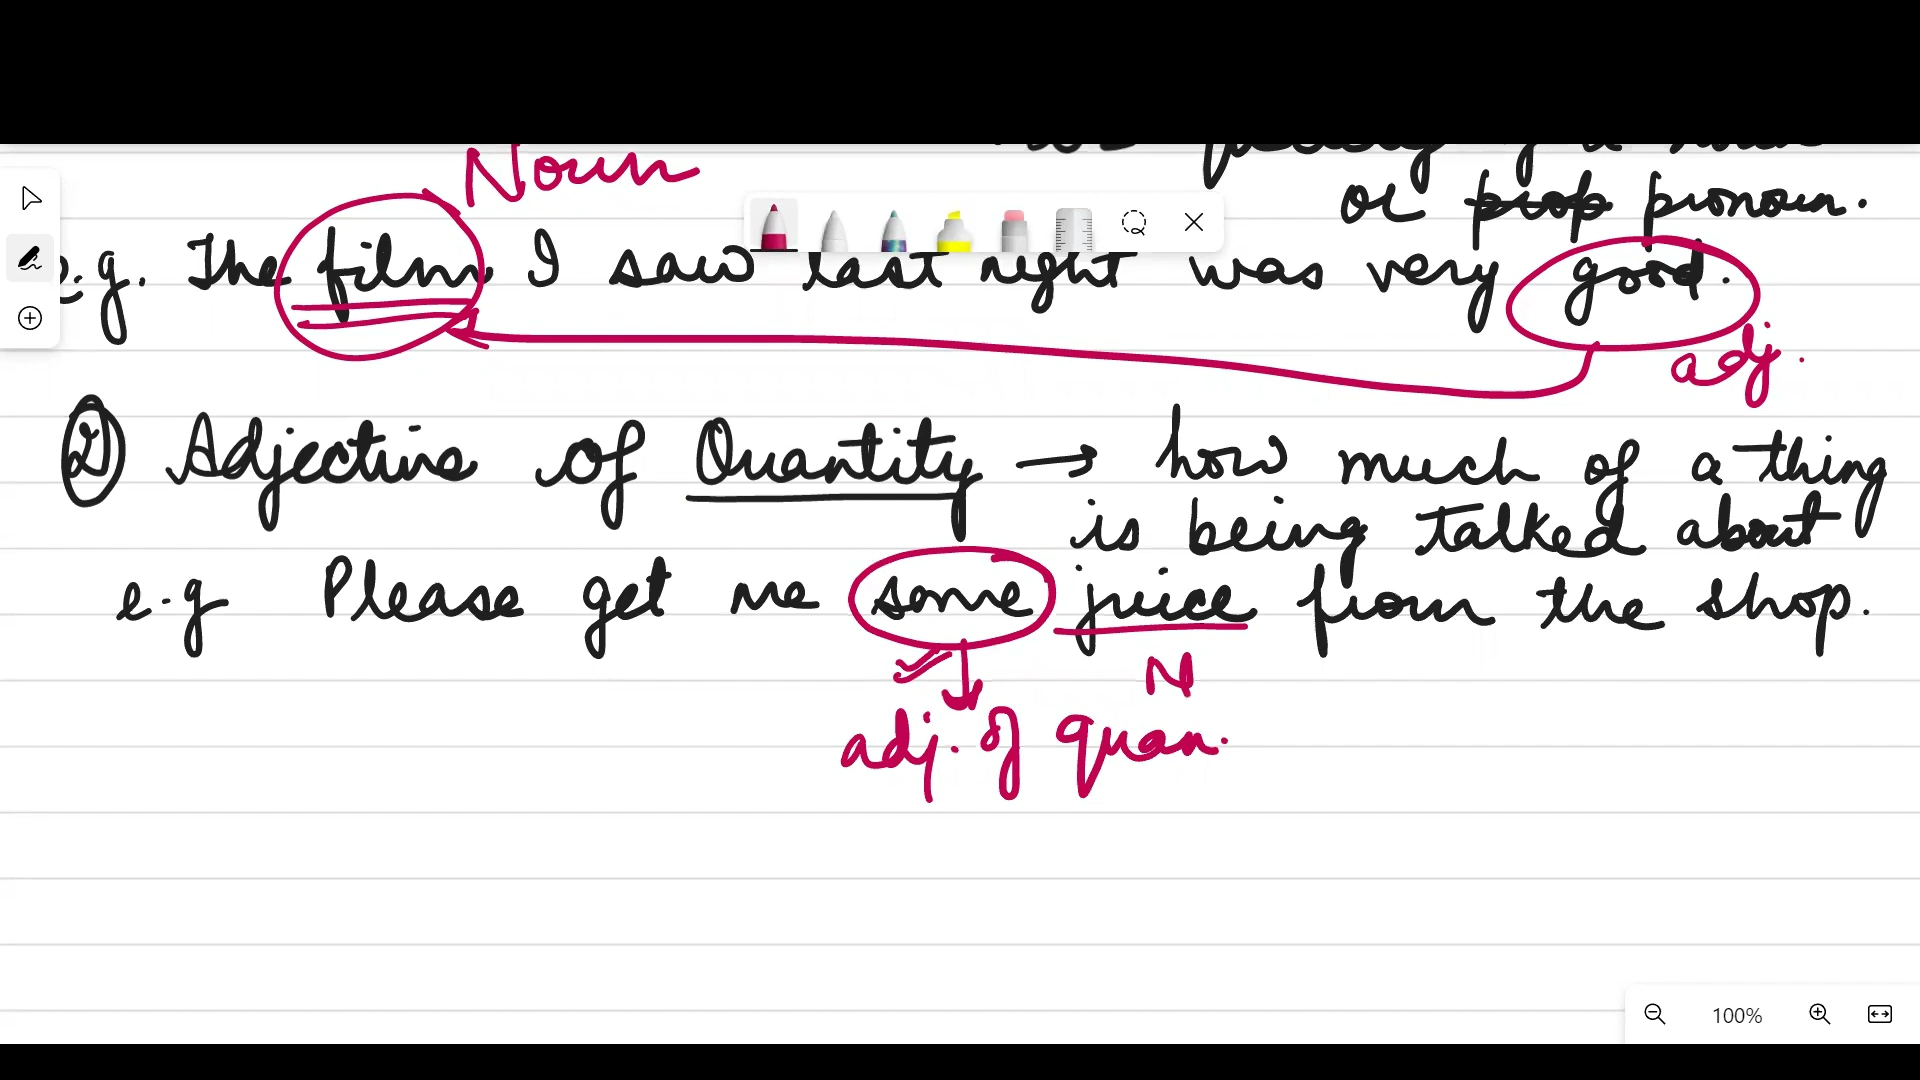 Noun
or prop pronoun.
e.g. The film I saw last night was very good.
adj.
② Adjective of Quantity → how much of a thing
is being talked about
e.g Please get me some juice from the shop.
N
adj. of quan.
100%